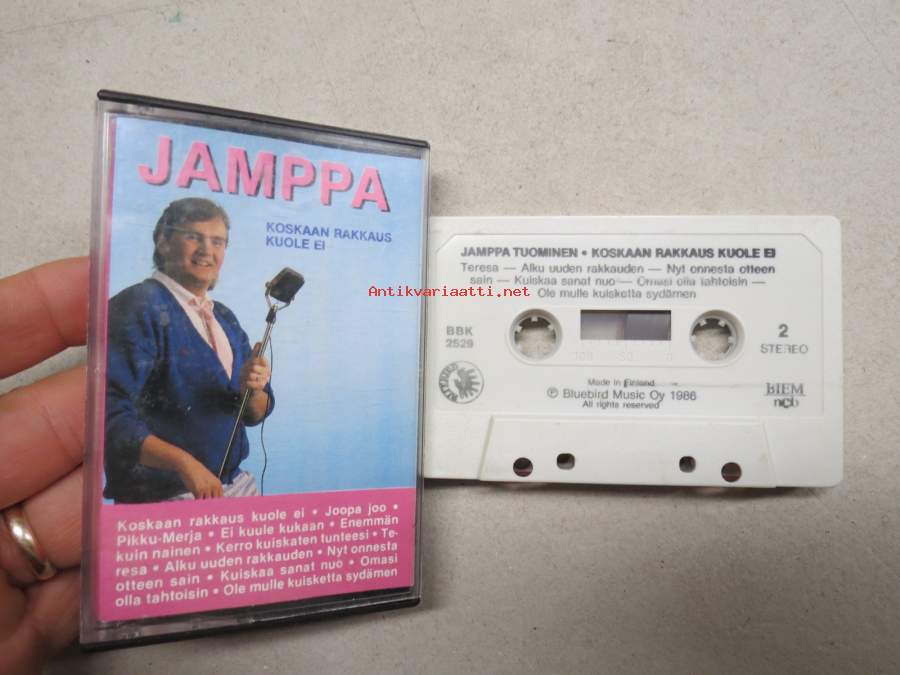 JAMPPA
KOSKAAN RAKKAUS
KUOLE EI
Koskaan rakkaus kuole ei • Joopa joo •
Pikku-Merja • Ei kuule kukaan • Enemmän
kuin nainen • Kerro kuiskaten tunteesi • Te-
resa • Alku uuden rakkauden • Nyt onnesta
otteen sain • Kuiskaa sanat nuo • Omasi
olla tahtoisin • Ole mulle kuisketta sydämen
JAMPPA TUOMINEN • KOSKAAN RAKKAUS KUOLE EI
Teresa — Alku uuden rakkauden — Nyt onnesta otteen
sain — Kuiskaa sanat nuo — Omasi olla tahtoisin —
Ole mulle kuisketta sydämen
Antikvariaatti.net
BBK
2529
2
STEREO
100 50 0
Made in Finland
℗ Bluebird Music Oy 1986
All rights reserved
BIEM
ncb